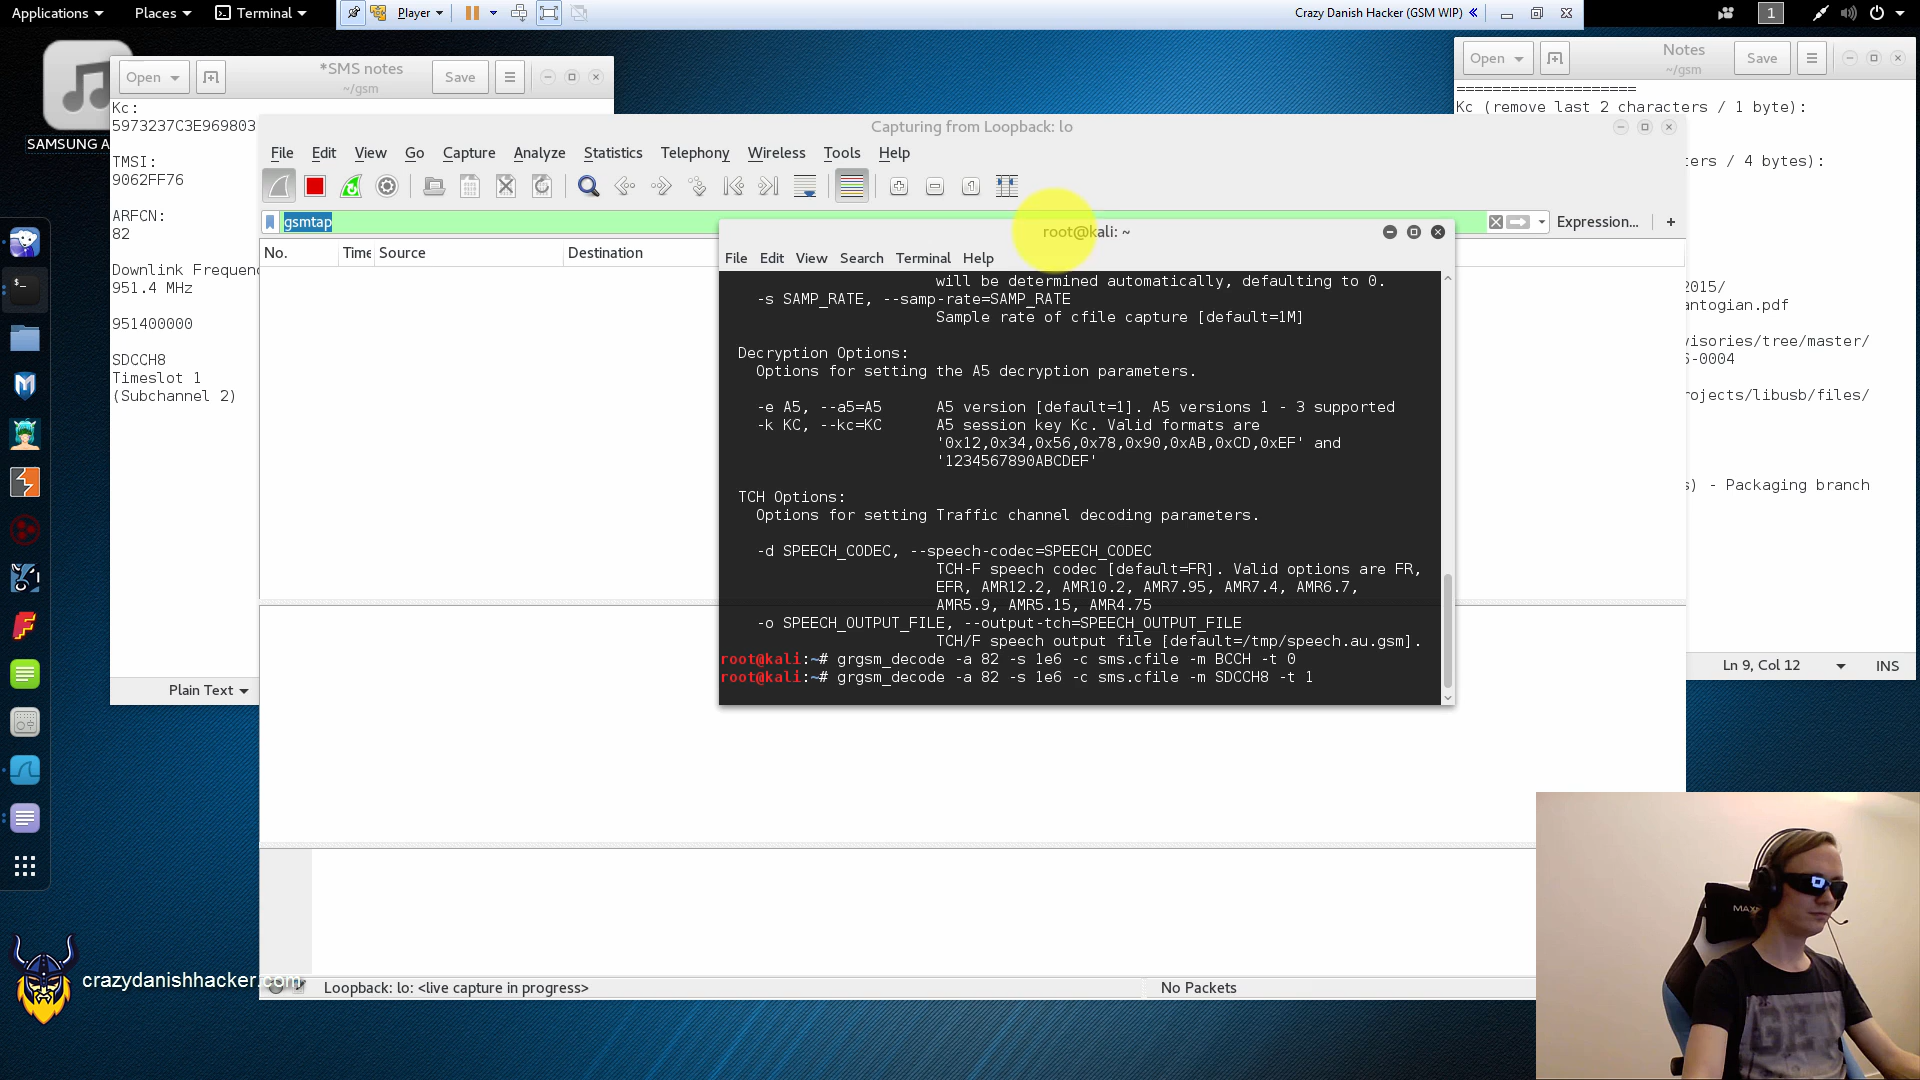 Applications
Places
Terminal
Player
Crazy Danish Hacker (GSM WIP)
1
SAMSUNG A
Open
*SMS notes
~/gsm
Save
Kc:
5973237C3E969803
TMSI:
9062FF76
ARFCN:
82
Downlink Frequen
951.4 MHz
951400000
SDCCH8
Timeslot 1
(Subchannel 2)
Plain Text
Open
Notes
~/gsm
Save
====================
Kc (remove last 2 characters / 1 byte):
ters / 4 bytes):
2015/
antogian.pdf
visories/tree/master/
5-0004
rojects/libusb/files/
s) - Packaging branch
Ln 9, Col 12
INS
Capturing from Loopback: lo
File Edit View Go Capture Analyze Statistics Telephony Wireless Tools Help
gsmtap
Expression...
+
No. Time Source Destination
root@kali: ~
File Edit View Search Terminal Help
will be determined automatically, defaulting to 0.
-s SAMP_RATE, --samp-rate=SAMP_RATE
Sample rate of cfile capture [default=1M]
Decryption Options:
Options for setting the A5 decryption parameters.
-e A5, --a5=A5 A5 version [default=1]. A5 versions 1 - 3 supported
-k KC, --kc=KC A5 session key Kc. Valid formats are
'0x12,0x34,0x56,0x78,0x90,0xAB,0xCD,0xEF' and
'1234567890ABCDEF'
TCH Options:
Options for setting Traffic channel decoding parameters.
-d SPEECH_CODEC, --speech-codec=SPEECH_CODEC
TCH-F speech codec [default=FR]. Valid options are FR,
EFR, AMR12.2, AMR10.2, AMR7.95, AMR7.4, AMR6.7,
AMR5.9, AMR5.15, AMR4.75
-o SPEECH_OUTPUT_FILE, --output-tch=SPEECH_OUTPUT_FILE
TCH/F speech output file [default=/tmp/speech.au.gsm].
root@kali:~# grgsm_decode -a 82 -s 1e6 -c sms.cfile -m BCCH -t 0
root@kali:~# grgsm_decode -a 82 -s 1e6 -c sms.cfile -m SDCCH8 -t 1
crazydanishhacker.com
Loopback: lo: <live capture in progress>
No Packets